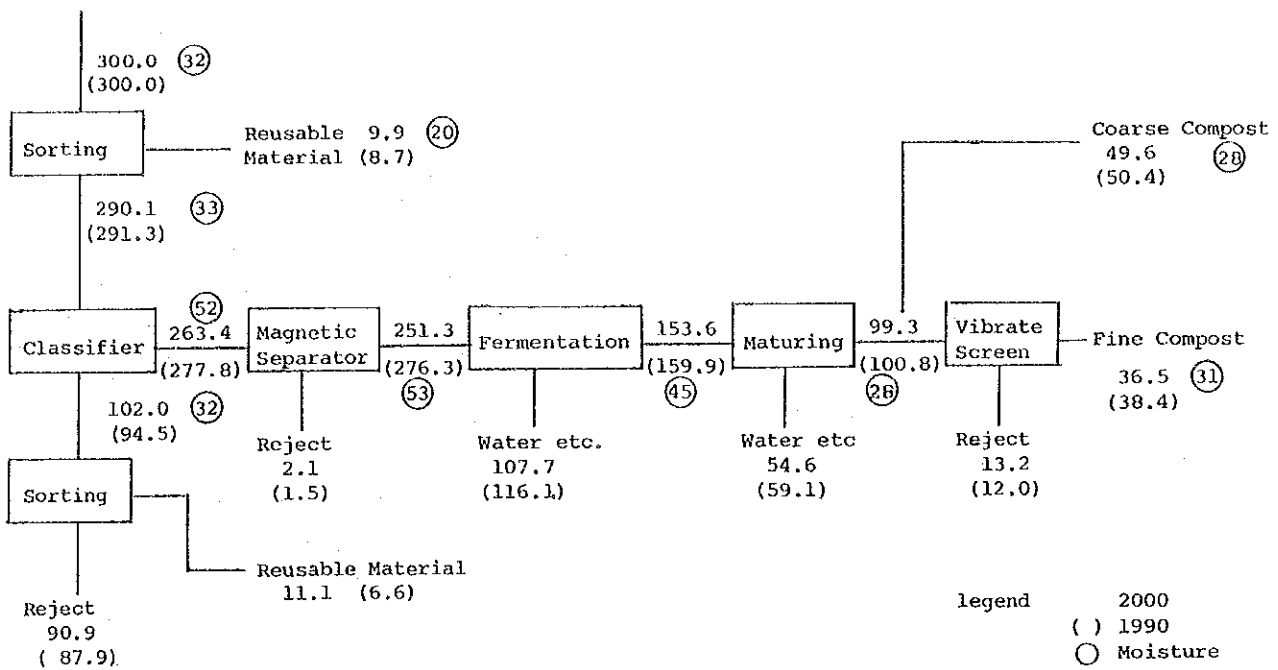 300.0 32
(300.0)
Sorting
Reusable 9.9 20
Material (8.7)
Coarse Compost
49.6 28
(50.4)
290.1 33
(291.3)
Classifier
52
263.4
(277.8)
Magnetic
Separator
251.3
(276.3)
53
Fermentation
153.6
(159.9)
45
Maturing
99.3
(100.8)
28
Vibrate
Screen
Fine Compost
36.5 31
(38.4)
102.0 32
(94.5)
Reject
2.1
(1.5)
Water etc.
107.7
(116.1)
Water etc
54.6
(59.1)
Reject
13.2
(12.0)
Sorting
Reusable Material
11.1 (6.6)
Reject
90.9
( 87.9)
legend 2000
( ) 1990
Moisture